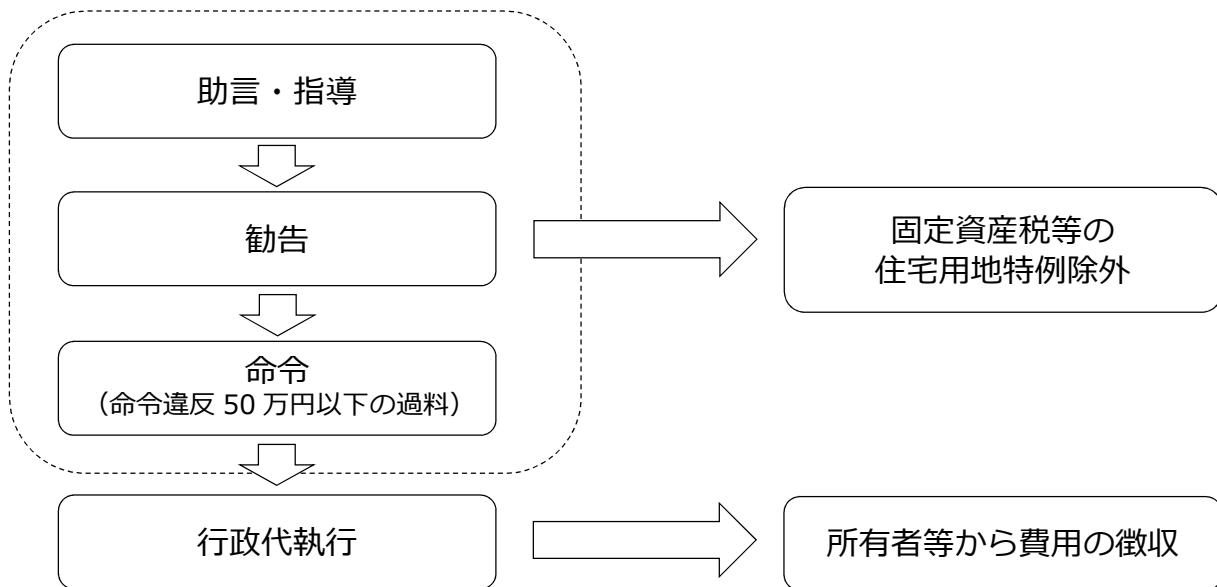 助言・指導
勧告
固定資産税等の
住宅用地特例除外
命令
（命令違反 50 万円以下の過料）
行政代執行
所有者等から費用の徴収